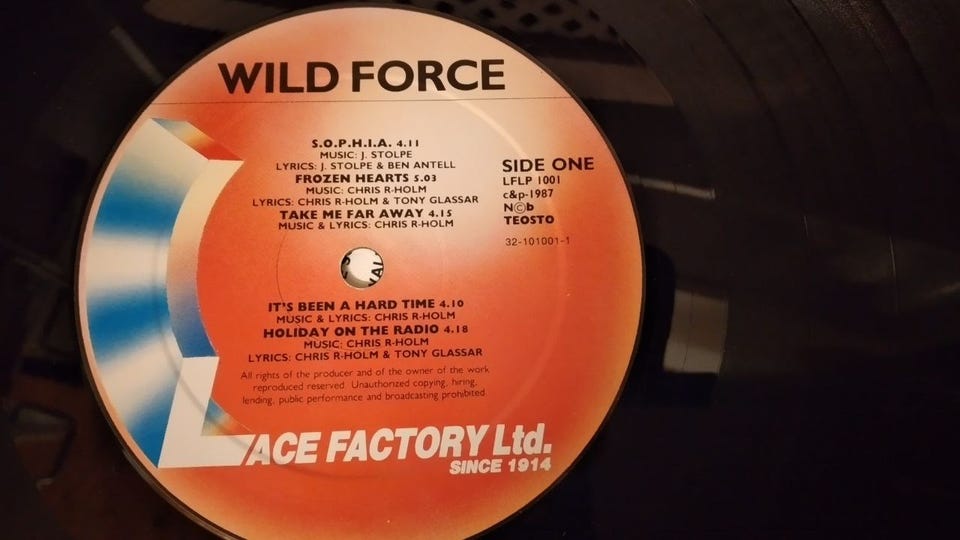 WILD FORCE
S.O.P.H.I.A. 4.11
MUSIC: J. STOLPE
LYRICS: J. STOLPE & BEN ANTELL
FROZEN HEARTS 5.03
MUSIC: CHRIS R-HOLM
LYRICS: CHRIS R-HOLM & TONY GLASSAR
TAKE ME FAR AWAY 4.15
MUSIC & LYRICS: CHRIS R-HOLM
SIDE ONE
LFLP 1001
c&p-1987
N©b
TEOSTO
32-101001-1
IT'S BEEN A HARD TIME 4.10
MUSIC & LYRICS: CHRIS R-HOLM
HOLIDAY ON THE RADIO 4.18
MUSIC: CHRIS R-HOLM
LYRICS: CHRIS R-HOLM & TONY GLASSAR
All rights of the producer and of the owner of the work
reproduced reserved. Unauthorized copying, hiring,
lending, public performance and broadcasting prohibited.
LACE FACTORY Ltd.
SINCE 1914